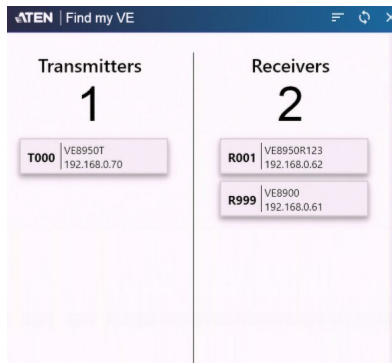 ATEN | Find my VE
Transmitters
1
T000
VE8950T
192.168.0.70
Receivers
2
R001
VE8950R123
192.168.0.62
R999
VE8900
192.168.0.61